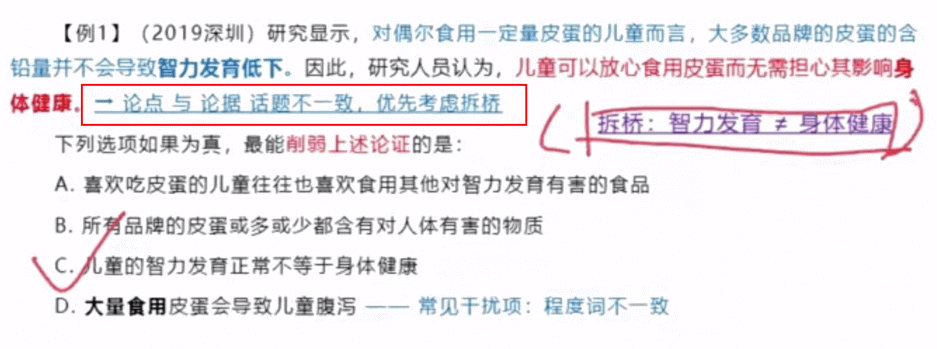 【例1】（2019深圳）研究显示，对偶尔食用一定量皮蛋的儿童而言，大多数品牌的皮蛋的含
铅量并不会导致智力发育低下。因此，研究人员认为，儿童可以放心食用皮蛋而无需担心其影响身
体健康。→ 论点 与 论据 话题不一致，优先考虑拆桥
拆桥：智力发育 ≠ 身体健康
下列选项如果为真，最能削弱上述论证的是：
A. 喜欢吃皮蛋的儿童往往也喜欢食用其他对智力发育有害的食品
B. 所有品牌的皮蛋或多或少都含有对人体有害的物质
C. 儿童的智力发育正常不等于身体健康
D. 大量食用皮蛋会导致儿童腹泻 —— 常见干扰项：程度词不一致